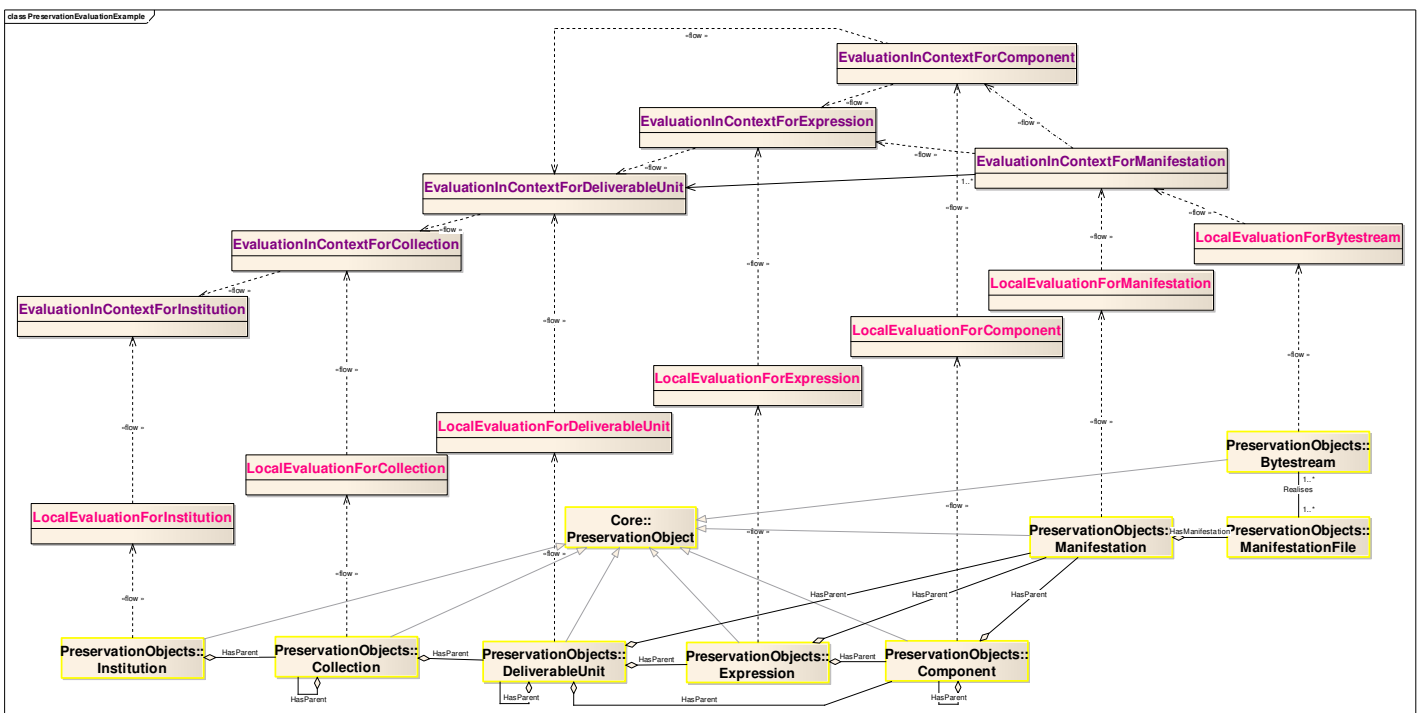 class PreservationEvaluationExample
«flow »
EvaluationInContextForComponent
«flow »
EvaluationInContextForExpression
«flow »
«flow »
EvaluationInContextForManifestation
«flow »
EvaluationInContextForDeliverableUnit
1..*
«flow »
«flow »
LocalEvaluationForBytestream
EvaluationInContextForCollection
«flow »
«flow »
«flow »
LocalEvaluationForManifestation
«flow »
EvaluationInContextForInstitution
«flow »
LocalEvaluationForComponent
«flow »
«flow »
LocalEvaluationForExpression
«flow »
LocalEvaluationForDeliverableUnit
«flow »
«flow »
PreservationObjects::
Bytestream
LocalEvaluationForCollection
1..*
Realises
1..*
LocalEvaluationForInstitution
Core::
PreservationObject
«flow »
«flow »
PreservationObjects::
Manifestation
HasManifestation
PreservationObjects::
ManifestationFile
«flow »
«flow »
«flow »
HasParent
HasParent
HasParent
PreservationObjects::
Institution
HasParent
PreservationObjects::
Collection
HasParent
PreservationObjects::
DeliverableUnit
HasParent
PreservationObjects::
Expression
HasParent
PreservationObjects::
Component
HasParent
HasParent
HasParent
HasParent